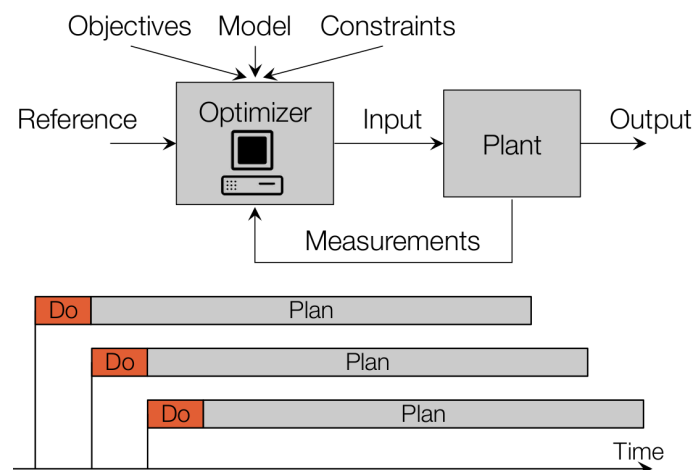 Objectives Model Constraints
Reference
Optimizer
Input
Plant
Output
Measurements
Do Plan
Do Plan
Do Plan
Time